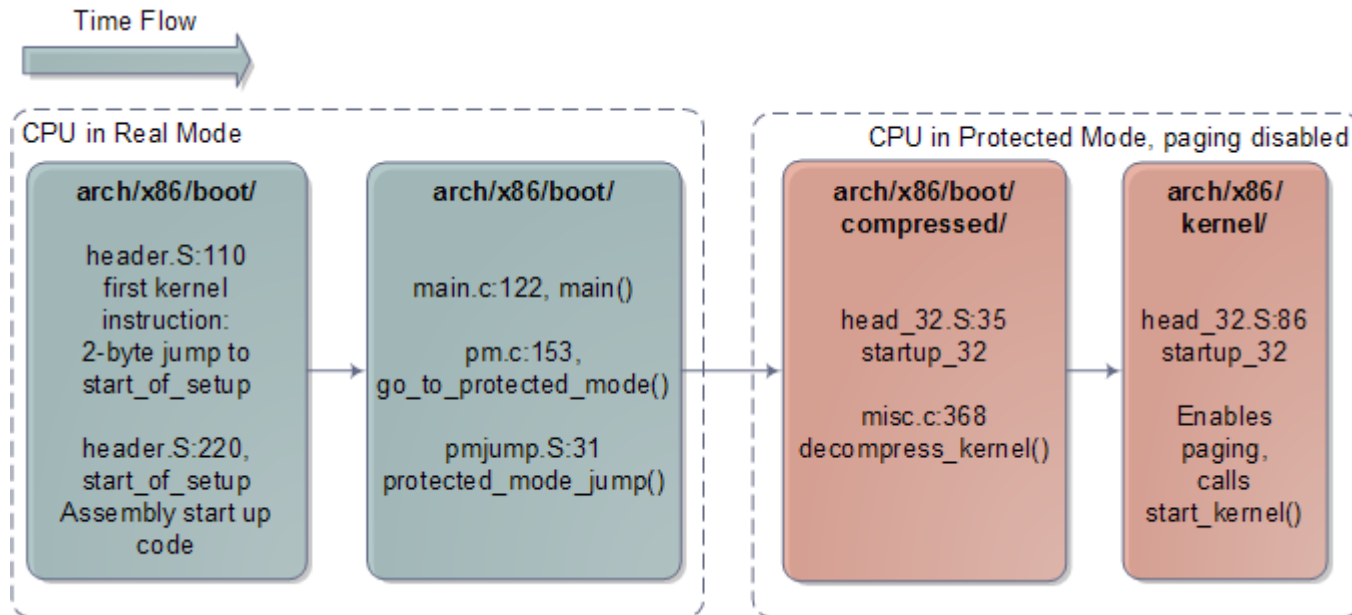 Time Flow
CPU in Real Mode
arch/x86/boot/
header.S:110
first kernel
instruction:
2-byte jump to
start_of_setup
header.S:220,
start_of_setup
Assembly start up
code
arch/x86/boot/
main.c:122, main()
pm.c:153,
go_to_protected_mode()
pmjump.S:31
protected_mode_jump()
CPU in Protected Mode, paging disabled
arch/x86/boot/
compressed/
head_32.S:35
startup_32
misc.c:368
decompress_kernel()
arch/x86/
kernel/
head_32.S:86
startup_32
Enables
paging,
calls
start_kernel()